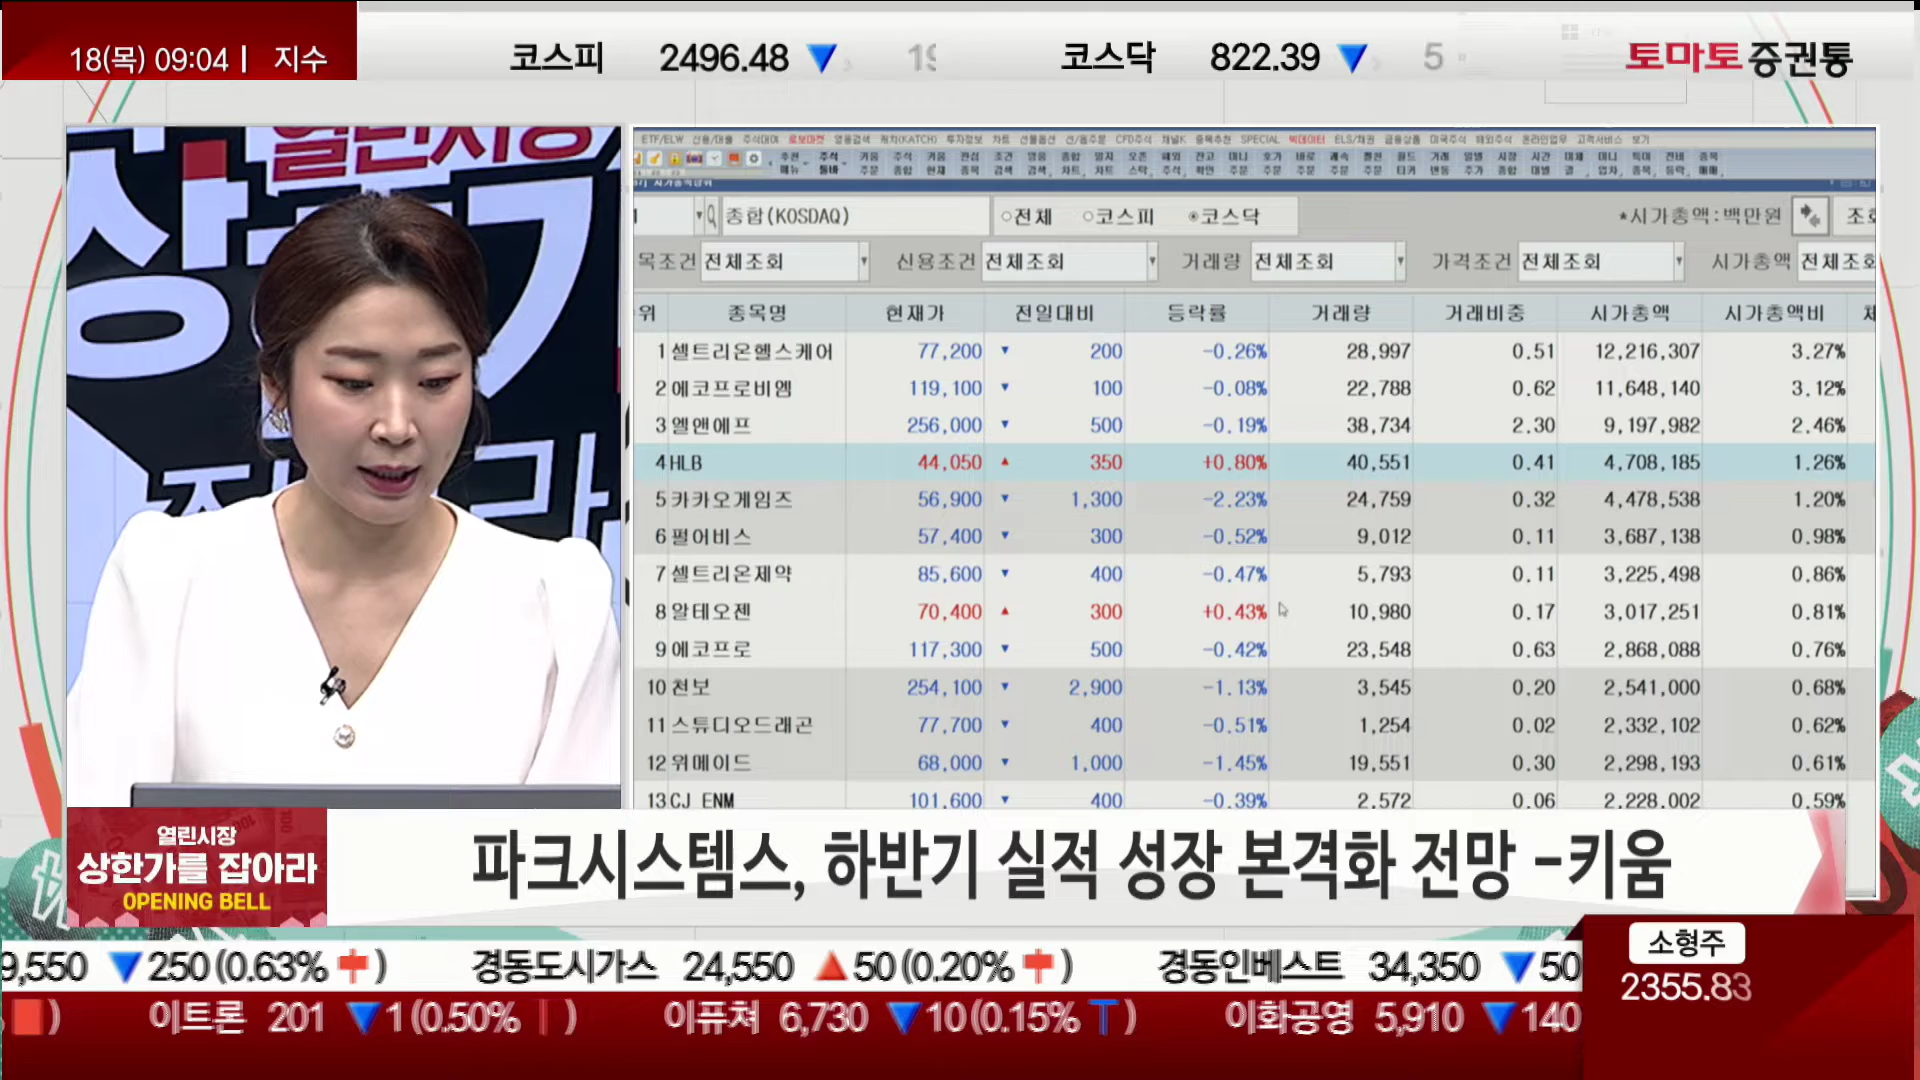 18(목) 09:04 | 지수
코스피 2496.48 ▼
코스닥 822.39 ▼
토마토증권통
종합(KOSDAQ) ○전체 ○코스피 ◉코스닥 *시가총액:백만원
목조건 전체조회 신용조건 전체조회 거래량 전체조회 가격조건 전체조회 시가총액 전체조회
위 종목명 현재가 전일대비 등락률 거래량 거래비중 시가총액 시가총액비
1 셀트리온헬스케어 77,200 ▼ 200 -0.26% 28,997 0.51 12,216,307 3.27%
2 에코프로비엠 119,100 ▼ 100 -0.08% 22,788 0.62 11,648,140 3.12%
3 엘앤에프 256,000 ▼ 500 -0.19% 38,734 2.30 9,197,982 2.46%
4 HLB 44,050 ▲ 350 +0.80% 40,551 0.41 4,708,185 1.26%
5 카카오게임즈 56,900 ▼ 1,300 -2.23% 24,759 0.32 4,478,538 1.20%
6 펄어비스 57,400 ▼ 300 -0.52% 9,012 0.11 3,687,138 0.98%
7 셀트리온제약 85,600 ▼ 400 -0.47% 5,793 0.11 3,225,498 0.86%
8 알테오젠 70,400 ▲ 300 +0.43% 10,980 0.17 3,017,251 0.81%
9 에코프로 117,300 ▼ 500 -0.42% 23,548 0.63 2,868,088 0.76%
10 천보 254,100 ▼ 2,900 -1.13% 3,545 0.20 2,541,000 0.68%
11 스튜디오드래곤 77,700 ▼ 400 -0.51% 1,254 0.02 2,332,102 0.62%
12 위메이드 68,000 ▼ 1,000 -1.45% 19,551 0.30 2,298,193 0.61%
13 CJ ENM 101,600 ▼ 400 -0.39% 2,572 0.06 2,228,002 0.59%
열린시장
상한가를 잡아라
OPENING BELL
파크시스템스, 하반기 실적 성장 본격화 전망 -키움
9,550 ▼250(0.63%) 경동도시가스 24,550 ▲50(0.20%) 경동인베스트 34,350 ▼50
소형주
2355.83
이트론 201 ▼1(0.50%) 이퓨쳐 6,730 ▼10(0.15%) 이화공영 5,910 ▼140